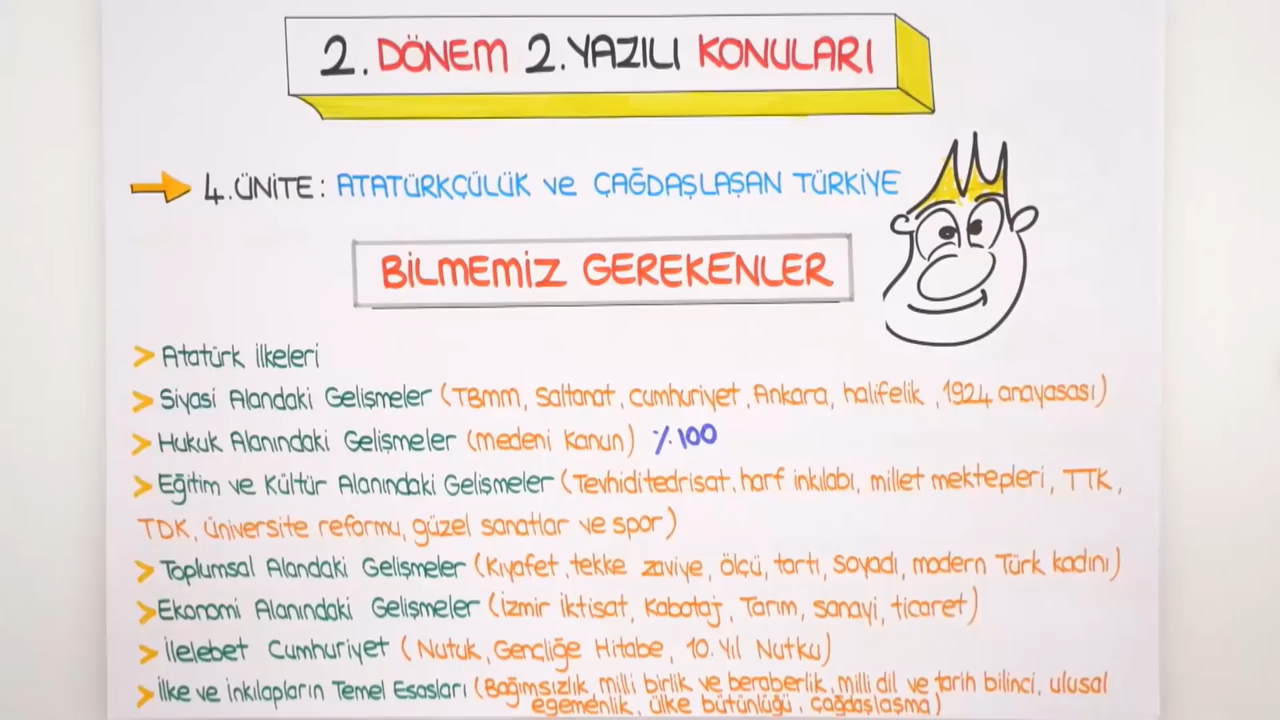 2. DÖNEM 2. YAZILI KONULARI
4. ÜNİTE: ATATÜRKÇÜLÜK ve ÇAĞDAŞLAŞAN TÜRKİYE
BİLMEMİZ GEREKENLER
> Atatürk ilkeleri
> Siyasi Alandaki Gelişmeler (TBMM, Saltanat, cumhuriyet, Ankara, halifelik, 1924 anayasası)
> Hukuk Alanındaki Gelişmeler (medeni kanun) %100
> Eğitim ve Kültür Alanındaki Gelişmeler (Tevhiditedrisat, harf inkılabı, millet mektepleri, TTK,
TDK, üniversite reformu, güzel sanatlar ve spor)
> Toplumsal Alandaki Gelişmeler (Kıyafet, tekke zaviye, ölçü, tartı, soyadı, modern Türk kadını)
> Ekonomi Alanındaki Gelişmeler (İzmir iktisat, Kabotaj, Tarım, sanayi, ticaret)
> İlelebet Cumhuriyet (Nutuk, Gençliğe Hitabe, 10. Yıl Nutku)
> İlke ve İnkılapların Temel Esasları (Bağımsızlık, milli birlik ve beraberlik, milli dil ve tarih bilinci, ulusal
egemenlik, ülke bütünlüğü, çağdaşlaşma)